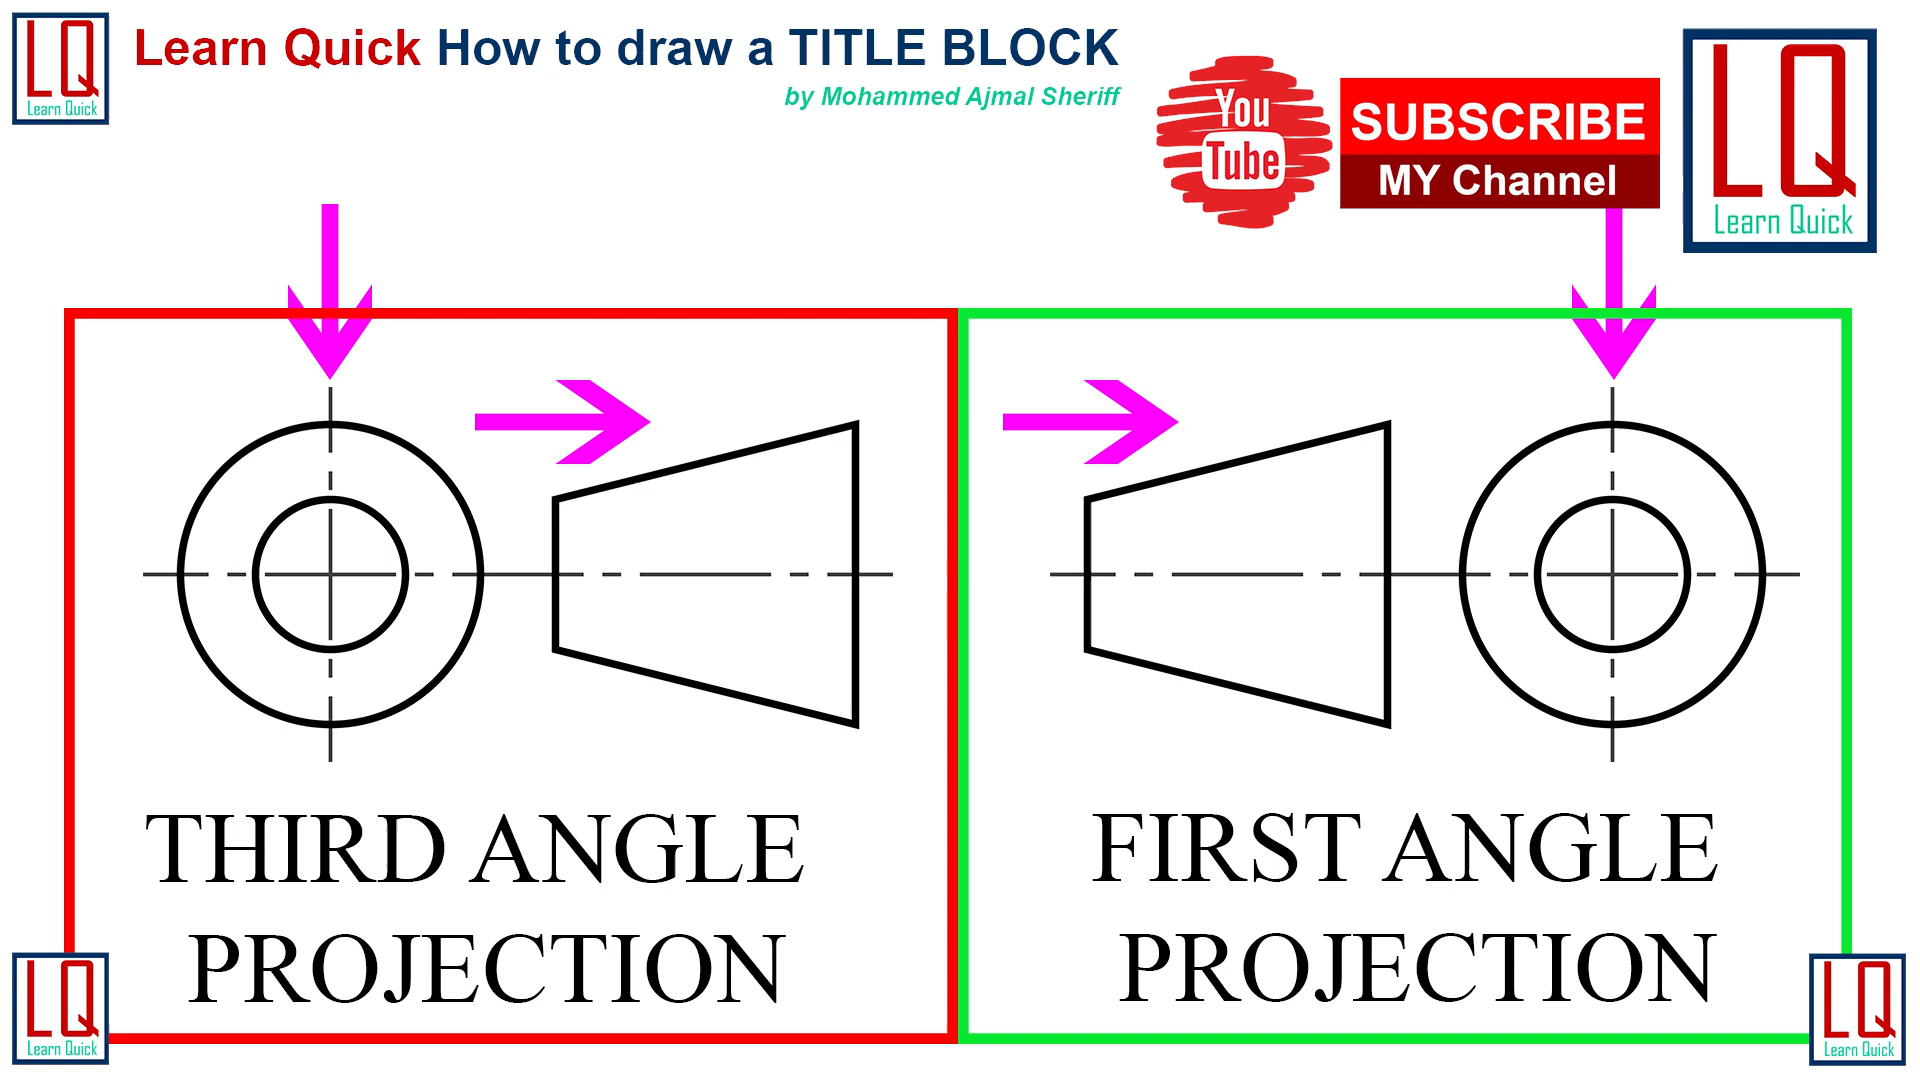 LQ
Learn Quick
Learn Quick How to draw a TITLE BLOCK
by Mohammed Ajmal Sheriff
You
Tube
SUBSCRIBE
MY Channel
LQ
Learn Quick
THIRD ANGLE
PROJECTION
FIRST ANGLE
PROJECTION
LQ
Learn Quick
LQ
Learn Quick